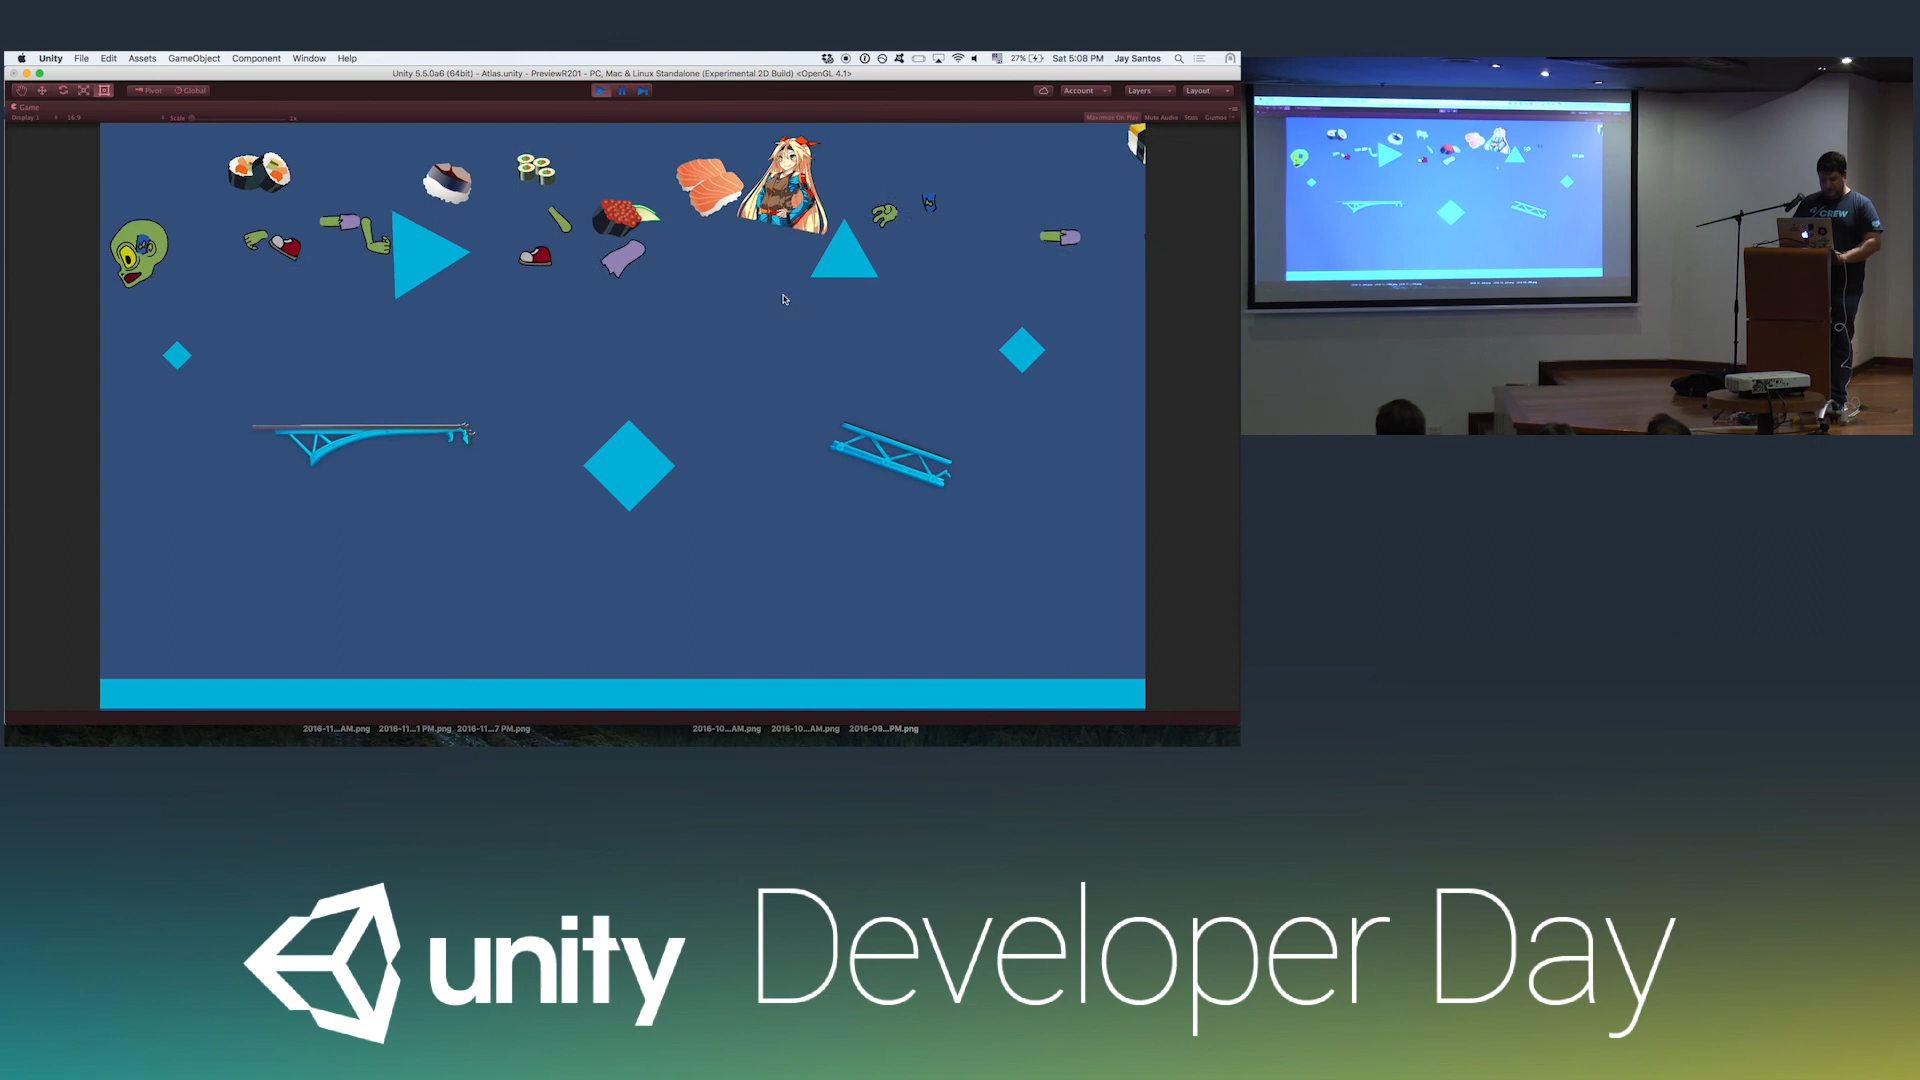 Unity File Edit Assets GameObject Component Window Help 27% Sat 5:08 PM Jay Santos
Unity 5.5.0a6 (64bit) - Atlas.unity - PreviewR201 - PC, Mac & Linux Standalone (Experimental 2D Build) <OpenGL 4.1>
Pivot Global Account Layers Layout
Game
Display 1 16:9 Scale 1x Maximize On Play Mute Audio Stats Gizmos
CREW
2016-11...AM.png 2016-11...1 PM.png 2016-11...7 PM.png 2016-10...AM.png 2016-10...AM.png 2016-09...PM.png
unity Developer Day